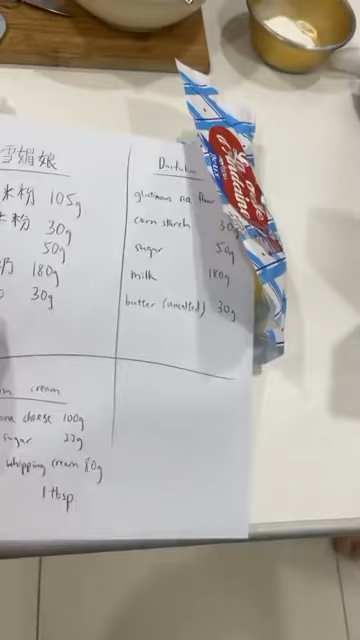 雪媚娘
米粉 105g
粉 30g
50g
奶 180g
30g
Daifuku
glutinous rice flour
corn starch 30g
sugar 50g
milk 180g
butter (unsalted) 30g
cream
cheese 100g
sugar 22g
whipping cream 80g
1 tbsp